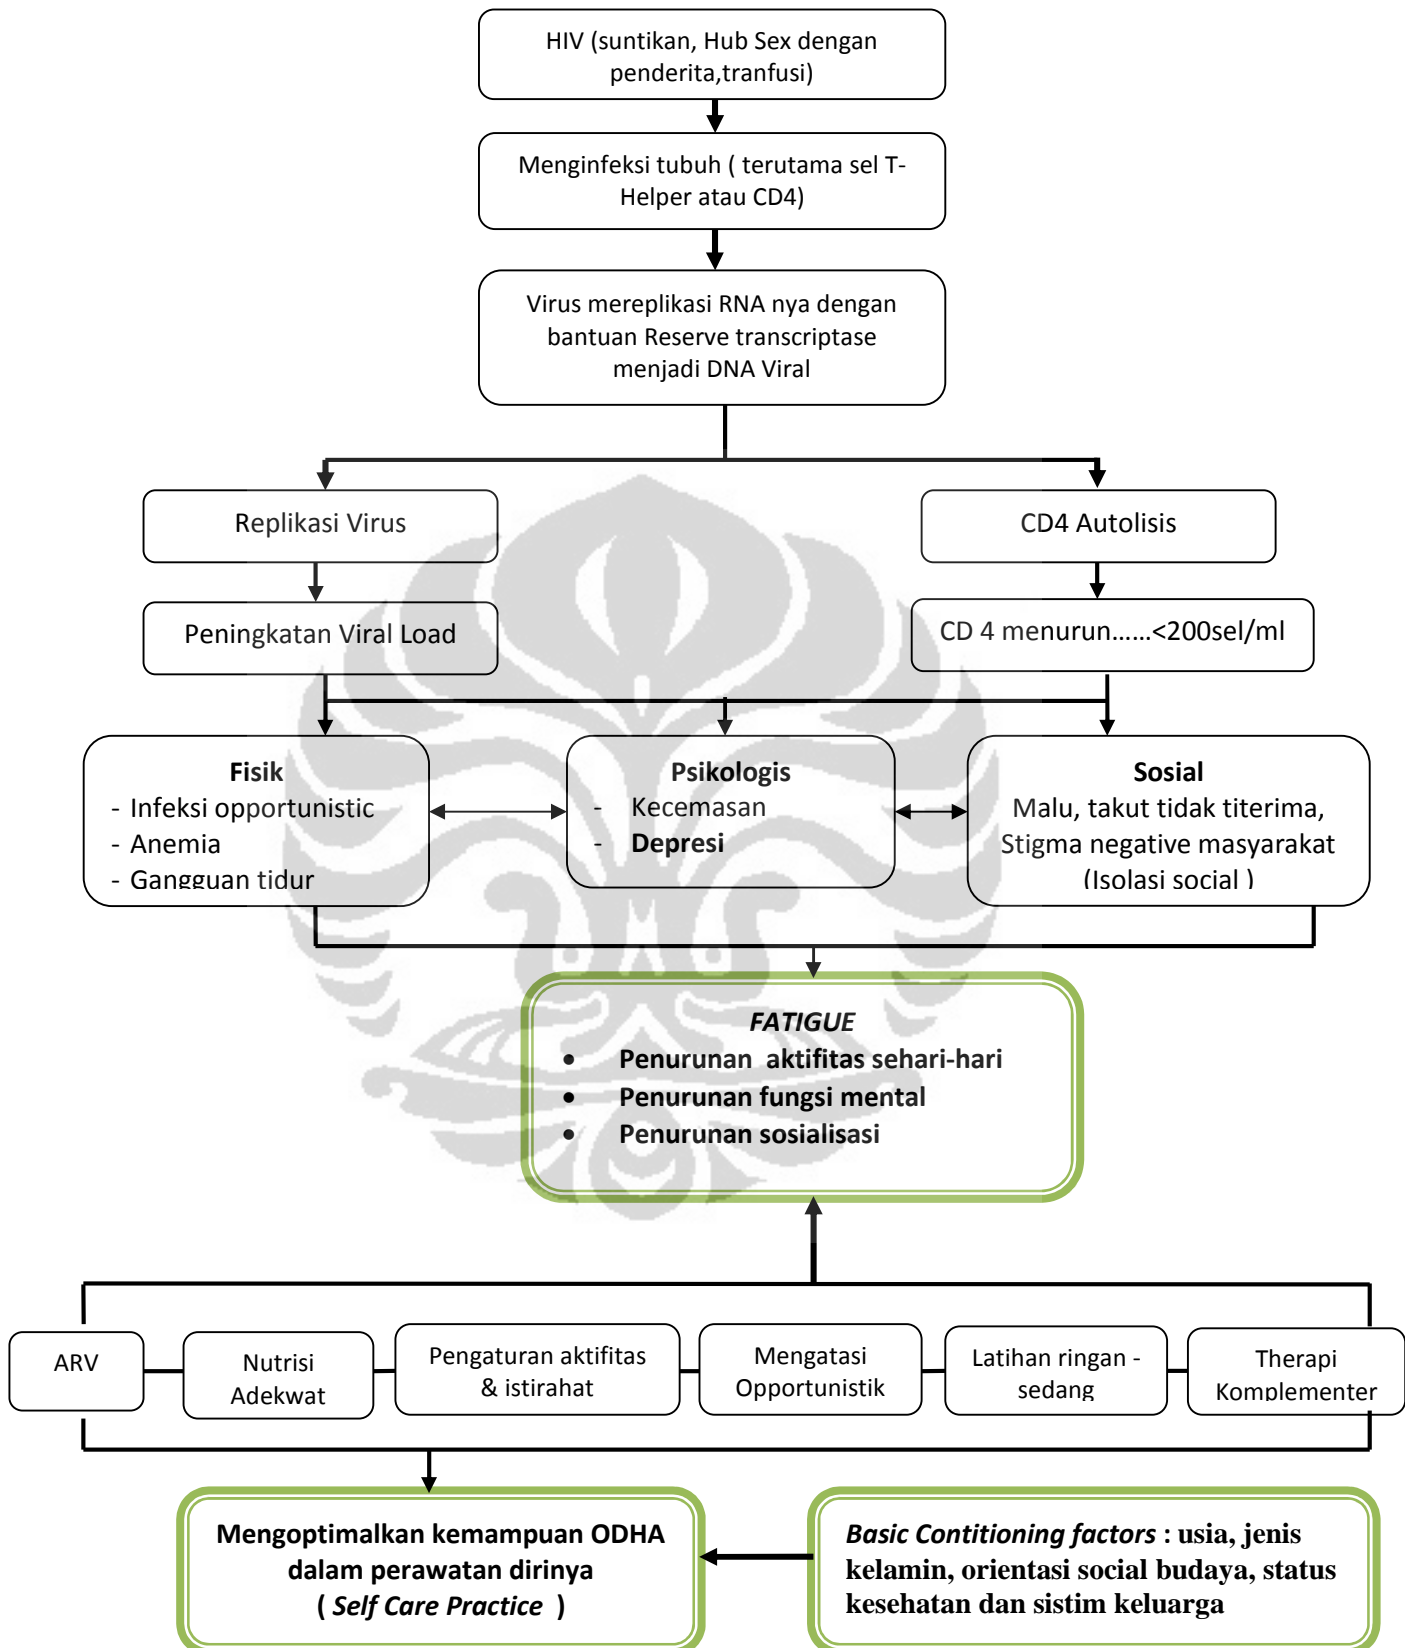 HIV (suntikan, Hub Sex dengan
penderita,tranfusi)
Menginfeksi tubuh ( terutama sel T-
Helper atau CD4)
Virus mereplikasi RNA nya dengan
bantuan Reserve transcriptase
menjadi DNA Viral
Replikasi Virus
CD4 Autolisis
Peningkatan Viral Load
CD 4 menurun......<200sel/ml
Fisik
- Infeksi opportunistic
- Anemia
- Gangguan tidur
Psikologis
- Kecemasan
- Depresi
Sosial
Malu, takut tidak titerima,
Stigma negative masyarakat
(Isolasi social )
FATIGUE
• Penurunan aktifitas sehari-hari
• Penurunan fungsi mental
• Penurunan sosialisasi
ARV
Nutrisi
Adekwat
Pengaturan aktifitas
& istirahat
Mengatasi
Opportunistik
Latihan ringan -
sedang
Therapi
Komplementer
Mengoptimalkan kemampuan ODHA
dalam perawatan dirinya
( Self Care Practice )
Basic Contitioning factors : usia, jenis
kelamin, orientasi social budaya, status
kesehatan dan sistim keluarga